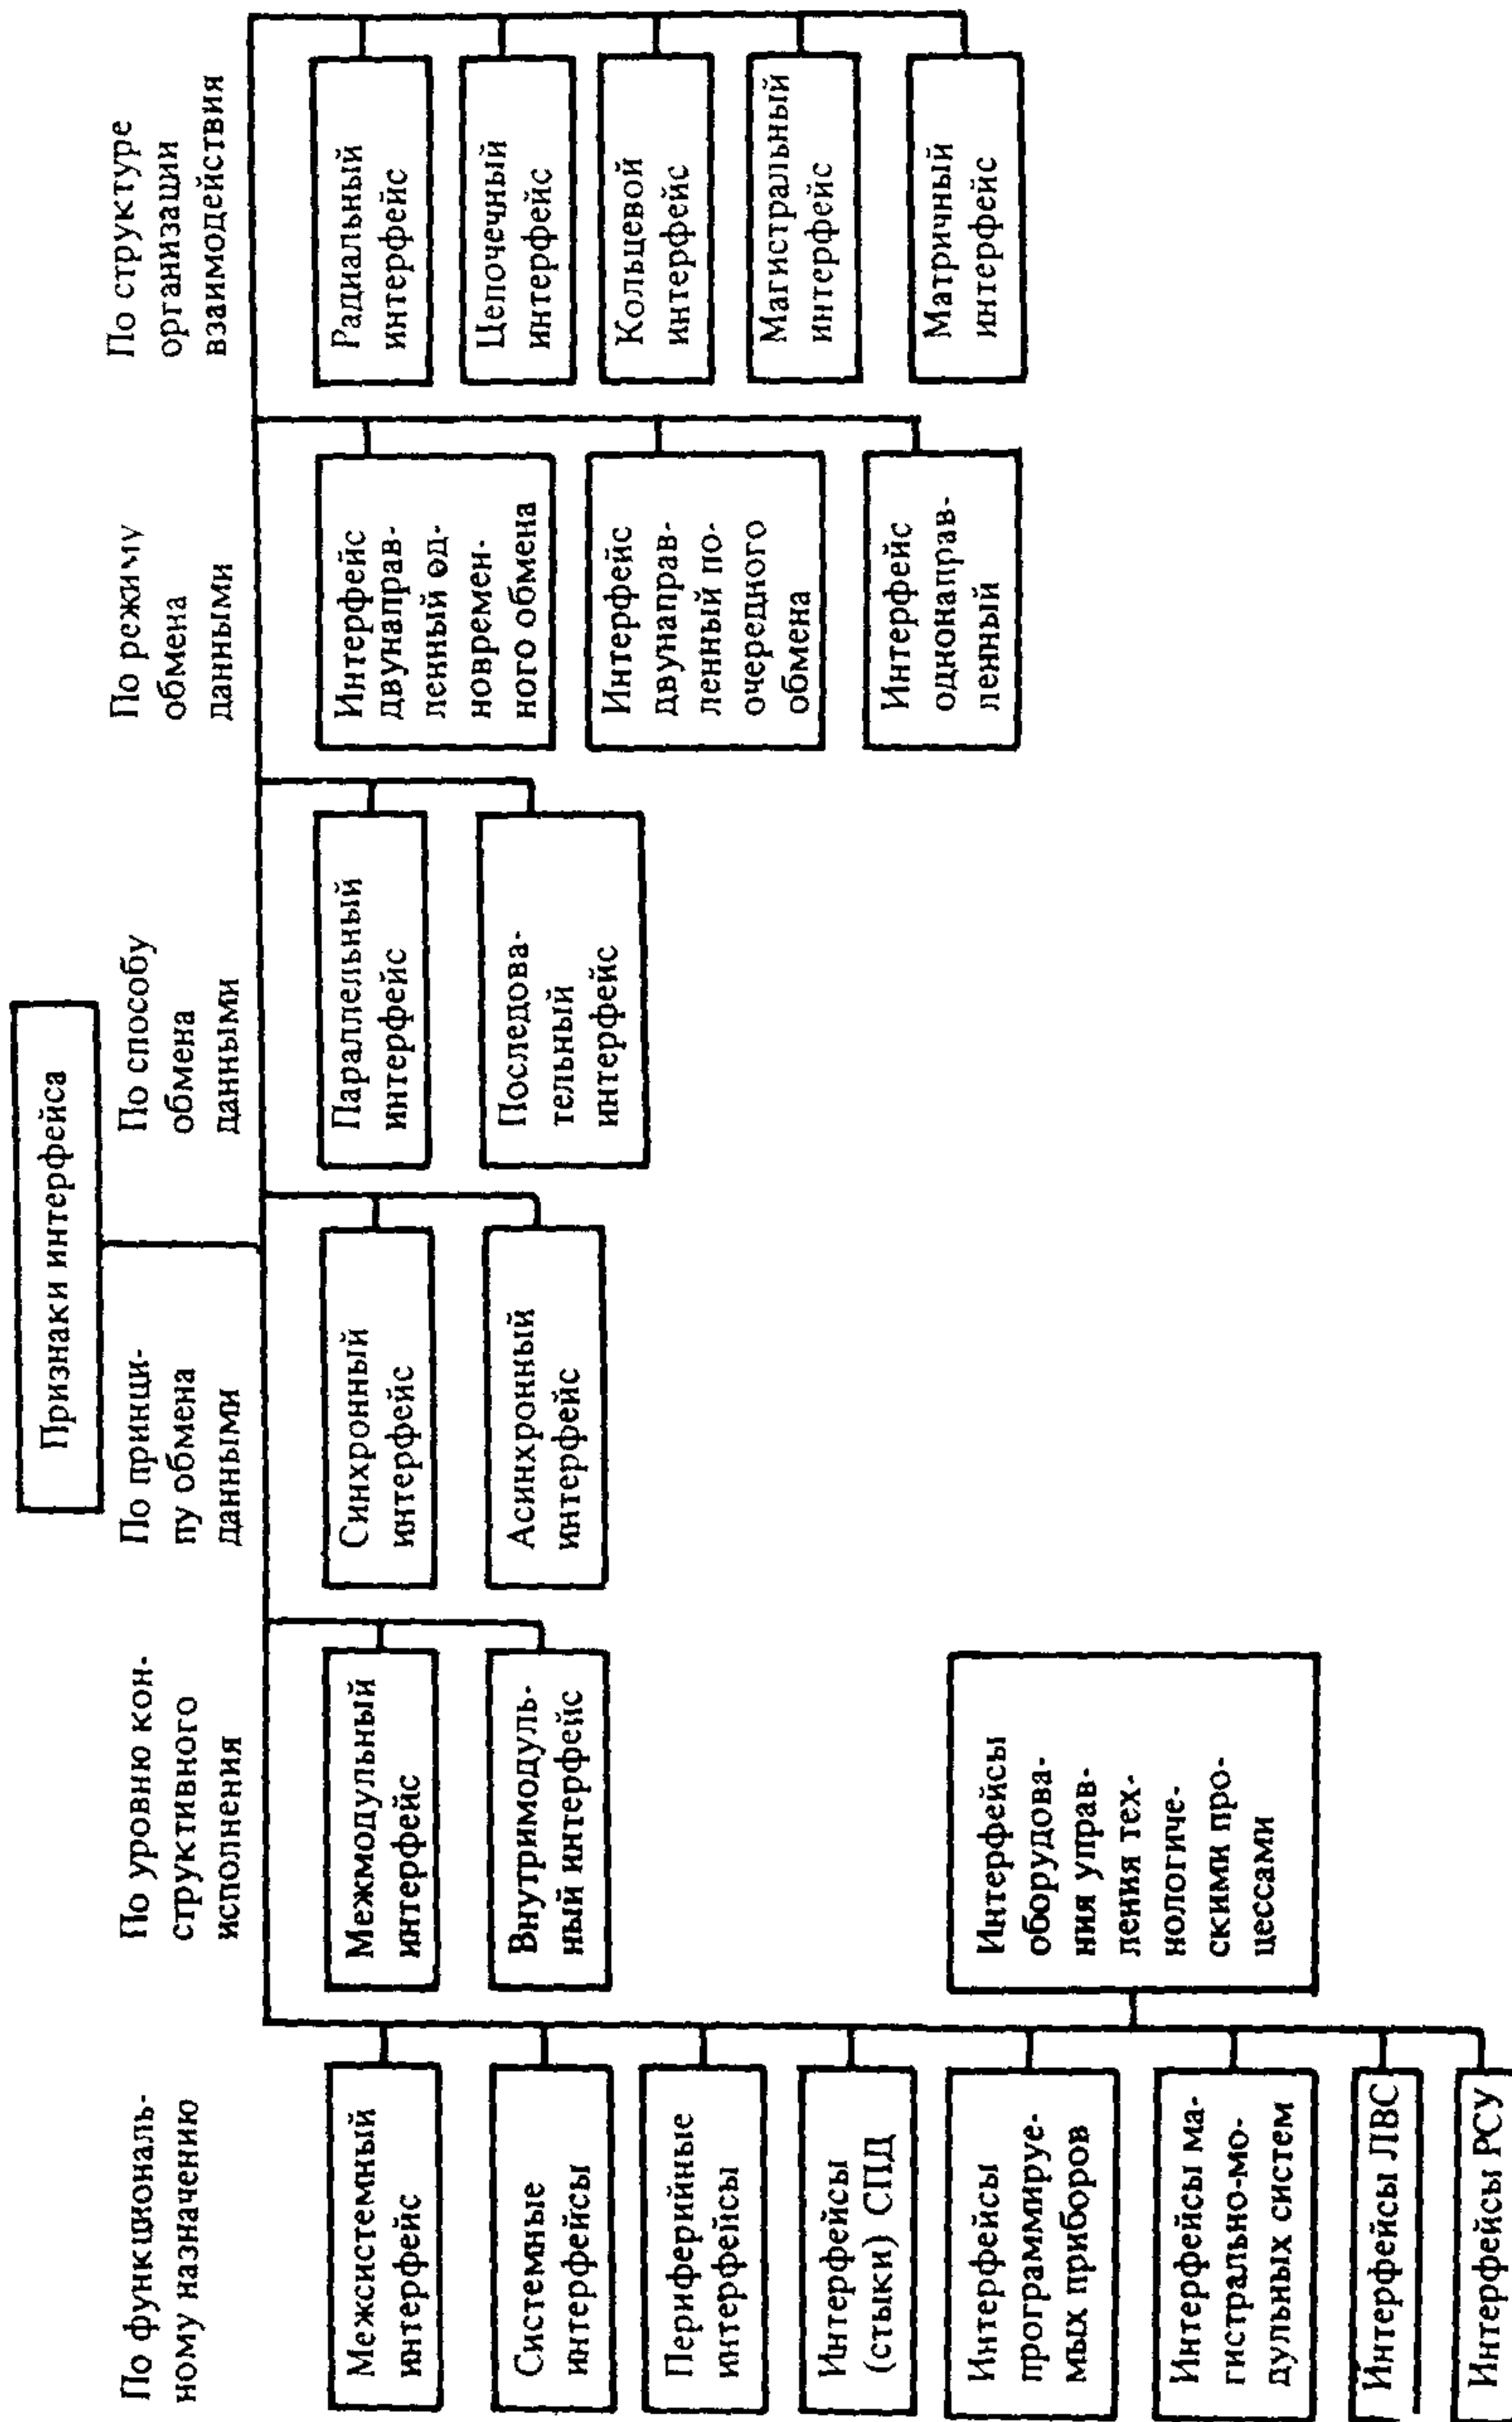 Признаки интерфейса
По функциональ-
ному назначению
Межсистемный
интерфейс
Системные
интерфейсы
Периферийные
интерфейсы
Интерфейсы
(стыки) СПД
Интерфейсы
программируе-
мых приборов
Интерфейсы ма-
гистрально-мо-
дульных систем
Интерфейсы ЛВС
Интерфейсы РСУ
Интерфейсы
оборудова-
ния управ-
ления тех-
нологиче-
скими про-
цессами
По уровню кон-
структивного
исполнения
Межмодульный
интерфейс
Внутримодуль-
ный интерфейс
По принци-
пу обмена
данными
Синхронный
интерфейс
Асинхронный
интерфейс
По способу
обмена
данными
Параллельный
интерфейс
Последова-
тельный
интерфейс
По режиму
обмена
данными
Интерфейс
двунаправ-
ленный од-
новремен-
ного обмена
Интерфейс
двунаправ-
ленный по-
очередного
обмена
Интерфейс
однонаправ-
ленный
По структуре
организации
взаимодействия
Радиальный
интерфейс
Цепочечный
интерфейс
Кольцевой
интерфейс
Магистральный
интерфейс
Матричный
интерфейс